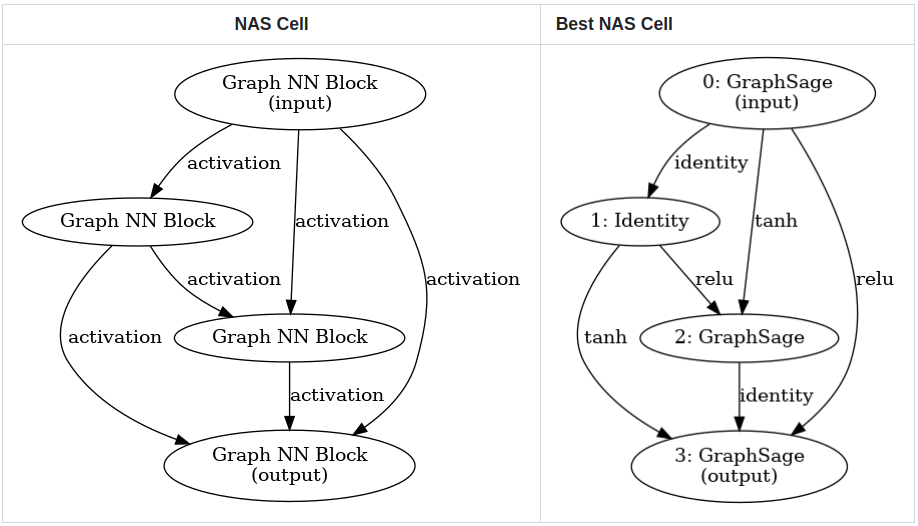 NAS Cell
Best NAS Cell
Graph NN Block
(input)
activation
Graph NN Block
activation
activation
activation
activation
Graph NN Block
activation
Graph NN Block
(output)
0: GraphSage
(input)
identity
1: Identity
tanh
relu
relu
tanh
2: GraphSage
identity
3: GraphSage
(output)